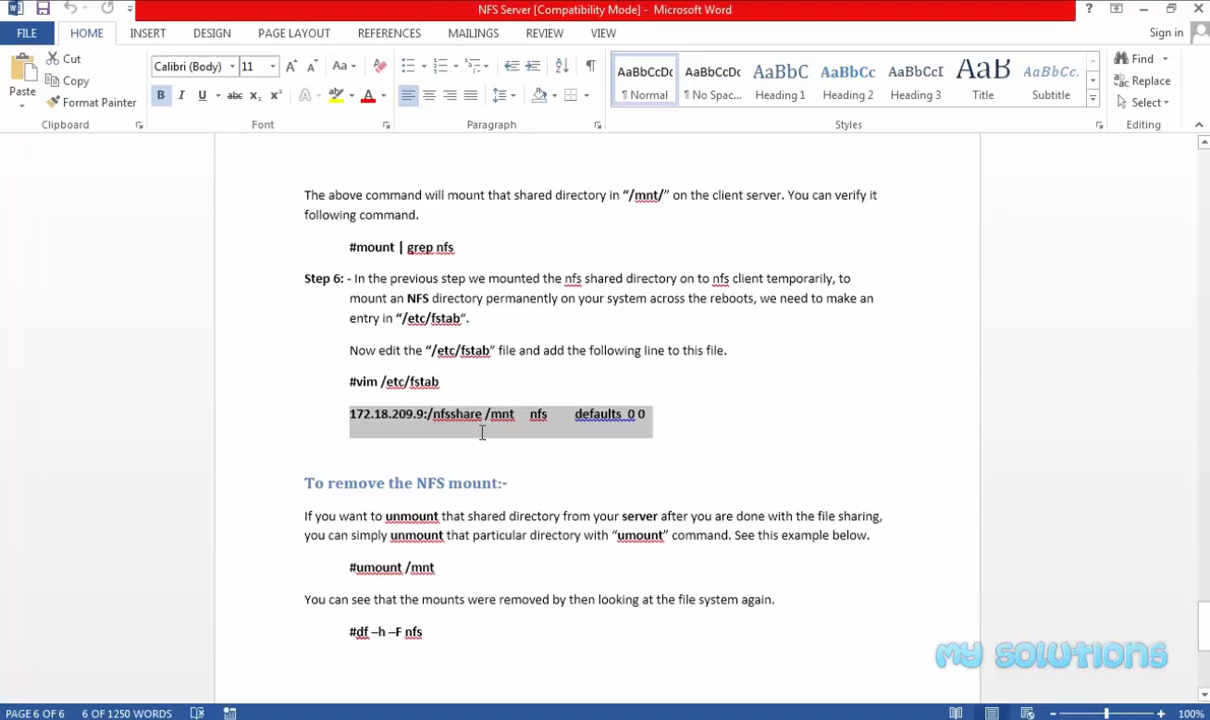 NFS Server [Compatibility Mode] - Microsoft Word
FILE HOME INSERT DESIGN PAGE LAYOUT REFERENCES MAILINGS REVIEW VIEW Sign in
Paste
Cut
Copy
Format Painter
Clipboard
Calibri (Body) 11
Font
Paragraph
AaBbCcDc AaBbCcDc AaBbC AaBbCc AaBbCcI AaB AaBbCc.
¶ Normal ¶ No Spac... Heading 1 Heading 2 Heading 3 Title Subtitle
Styles
Find
Replace
Select
Editing
The above command will mount that shared directory in “/mnt/” on the client server. You can verify it
following command.
#mount | grep nfs
Step 6: - In the previous step we mounted the nfs shared directory on to nfs client temporarily, to
mount an NFS directory permanently on your system across the reboots, we need to make an
entry in “/etc/fstab“.
Now edit the “/etc/fstab” file and add the following line to this file.
#vim /etc/fstab
172.18.209.9:/nfsshare /mnt nfs defaults 0 0
To remove the NFS mount:-
If you want to unmount that shared directory from your server after you are done with the file sharing,
you can simply unmount that particular directory with “umount” command. See this example below.
#umount /mnt
You can see that the mounts were removed by then looking at the file system again.
#df –h –F nfs
My Solutions
PAGE 6 OF 6 6 OF 1250 WORDS 100%